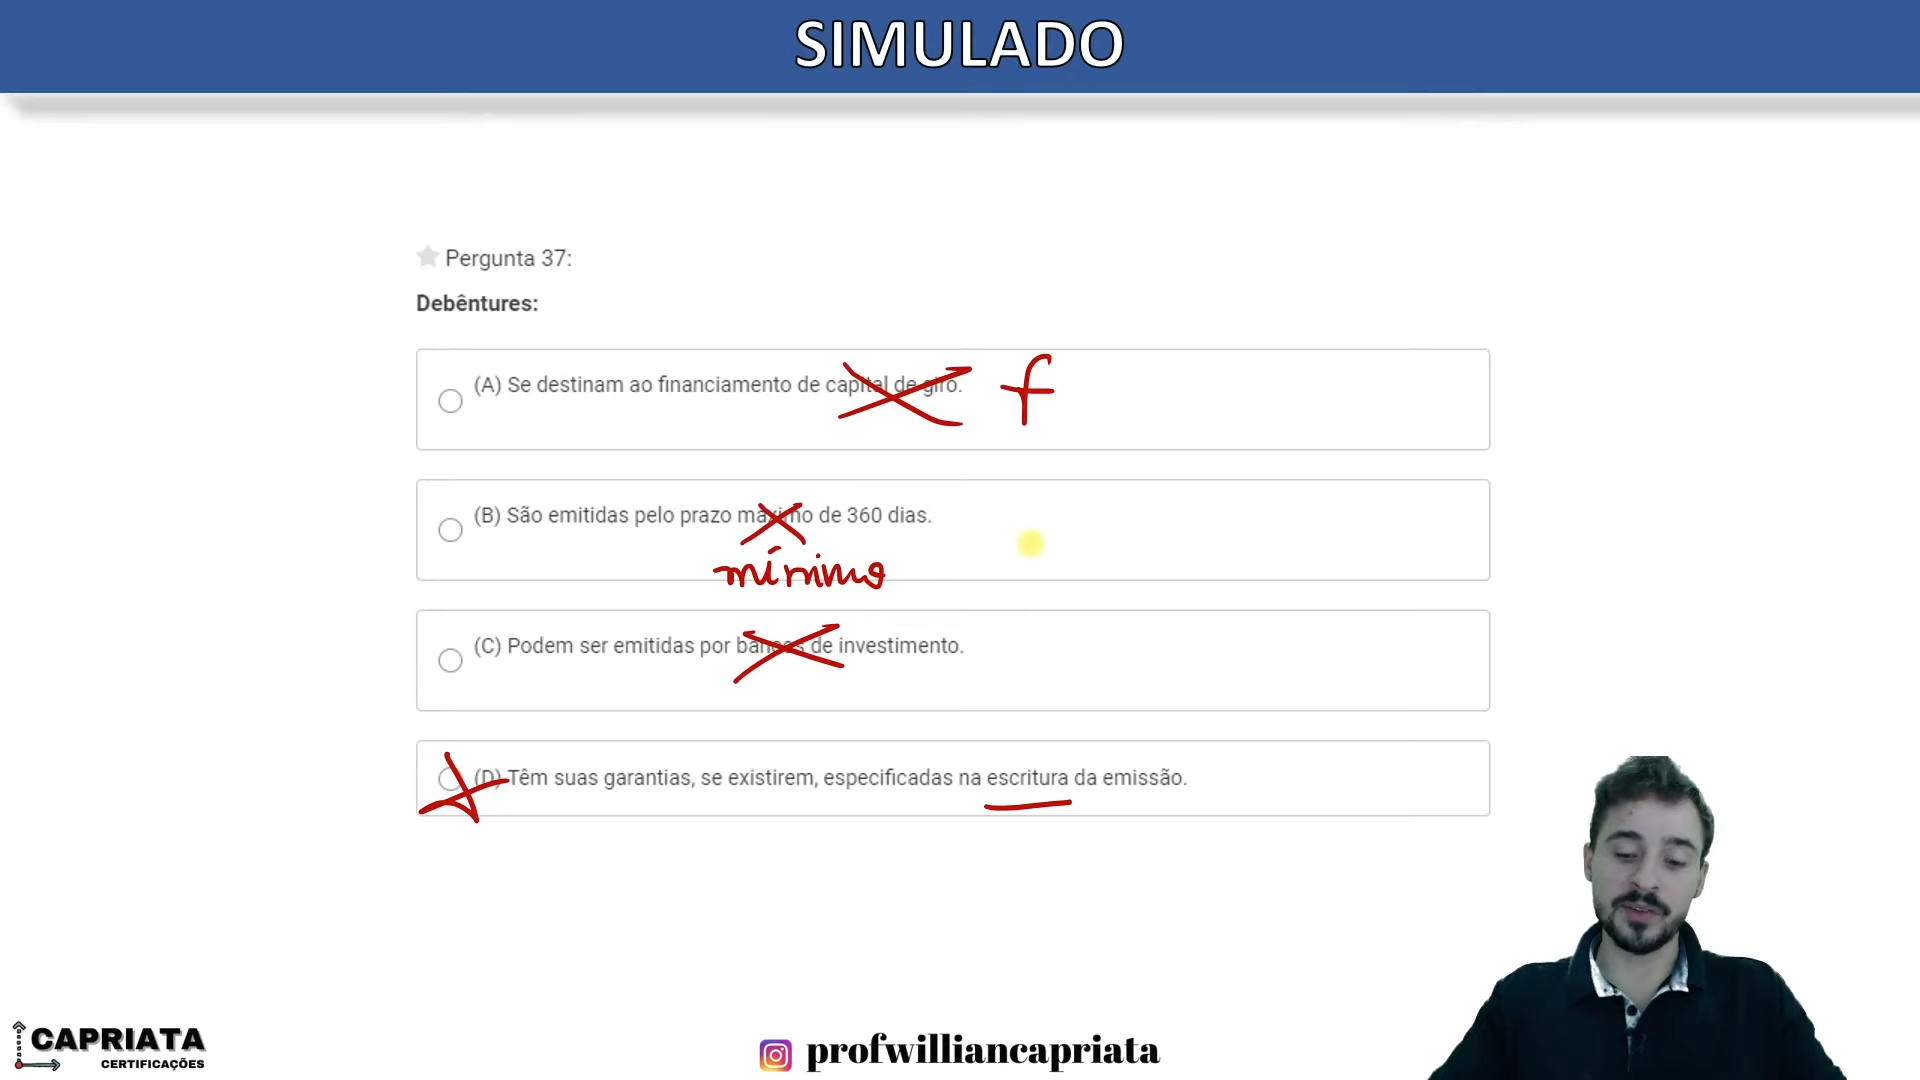 SIMULADO
Pergunta 37:
Debêntures:
(A) Se destinam ao financiamento de capital de giro.
f
(B) São emitidas pelo prazo máximo de 360 dias.
mínimo
(C) Podem ser emitidas por bancos de investimento.
(D) Têm suas garantias, se existirem, especificadas na escritura da emissão.
CAPRIATA
CERTIFICAÇÕES
profwilliancapriata